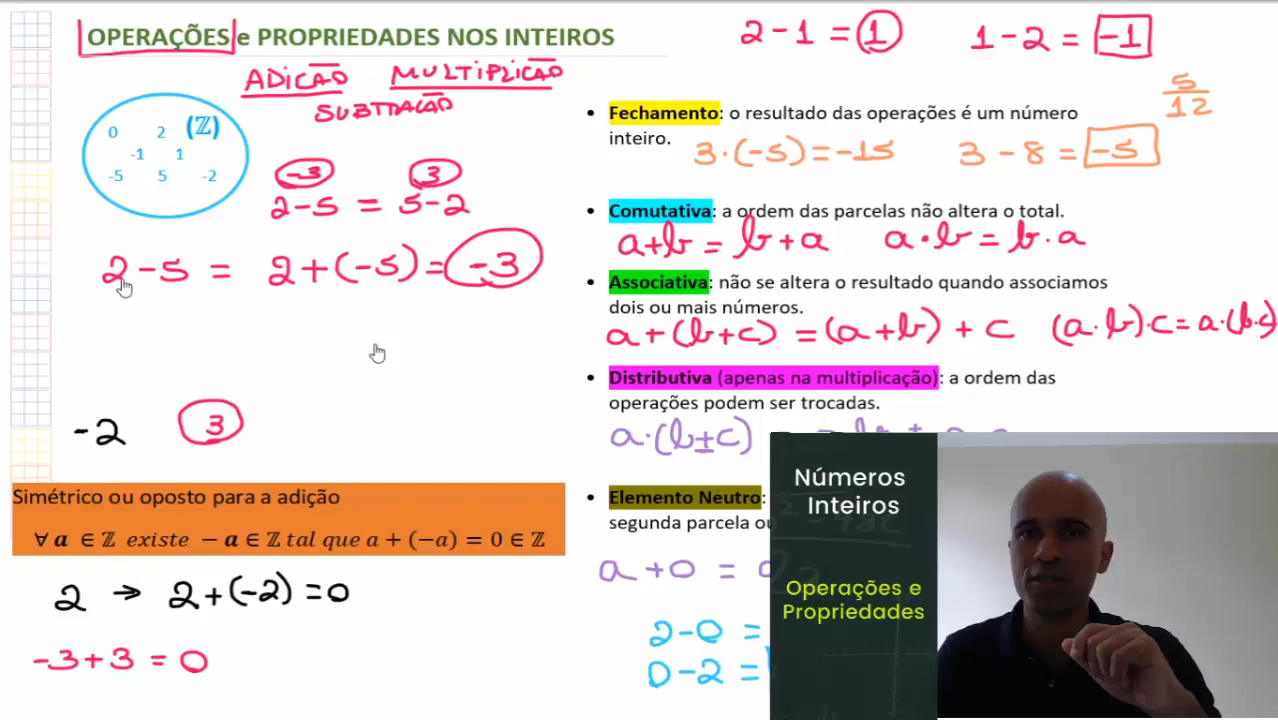 OPERAÇÕES e PROPRIEDADES NOS INTEIROS
ADIÇÃO MULTIPLICAÇÃO
SUBTRAÇÃO
2 - 1 = 1
1 - 2 = -1
0 2 (ℤ)
-1 1
-5 5 -2
-3 3
2-5 = 5-2
2-5 = 2+(-5) = -3
-2 3
Simétrico ou oposto para a adição
∀ a ∈ ℤ existe - a ∈ ℤ tal que a + (-a) = 0 ∈ ℤ
2 → 2+(-2) = 0
-3+3 = 0
• Fechamento: o resultado das operações é um número
inteiro.
5/12
3·(-5) = -15 3 - 8 = -5
• Comutativa: a ordem das parcelas não altera o total.
a+b = b+a a·b = b·a
• Associativa: não se altera o resultado quando associamos
dois ou mais números.
a+(b+c) = (a+b)+c (a·b)·c = a·(b·c)
• Distributiva (apenas na multiplicação): a ordem das
operações podem ser trocadas.
a·(b±c) =
• Elemento Neutro:
segunda parcela ou
a+0 =
2-0 =
0-2 =
Números
Inteiros
Operações e
Propriedades